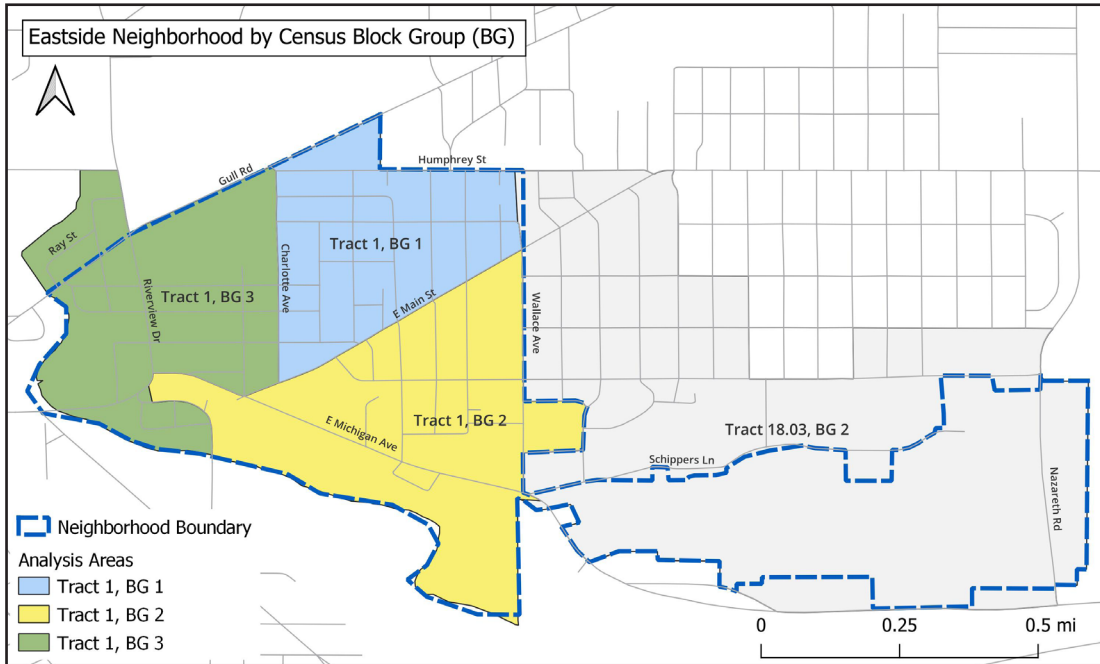 Eastside Neighborhood by Census Block Group (BG)
Humphrey St
Gull Rd
Ray St
Charlotte Ave
Tract 1, BG 1
Riverview Dr
Tract 1, BG 3
E Main St
Wallace Ave
E Michigan Ave
Tract 1, BG 2
Tract 18.03, BG 2
Schippers Ln
Nazareth Rd
Neighborhood Boundary
Analysis Areas
Tract 1, BG 1
Tract 1, BG 2
Tract 1, BG 3
0 0.25 0.5 mi